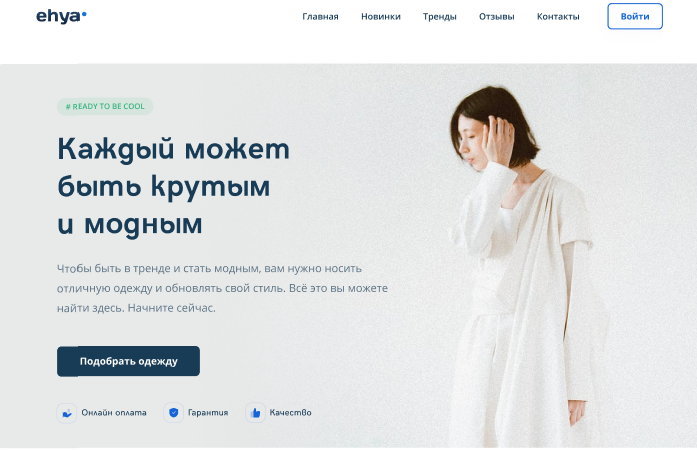 ehya
Главная Новинки Тренды Отзывы Контакты Войти
# READY TO BE COOL
Каждый может
быть крутым
и модным
Чтобы быть в тренде и стать модным, вам нужно носить
отличную одежду и обновлять свой стиль. Всё это вы можете
найти здесь. Начните сейчас.
Подобрать одежду
Онлайн оплата Гарантия Качество